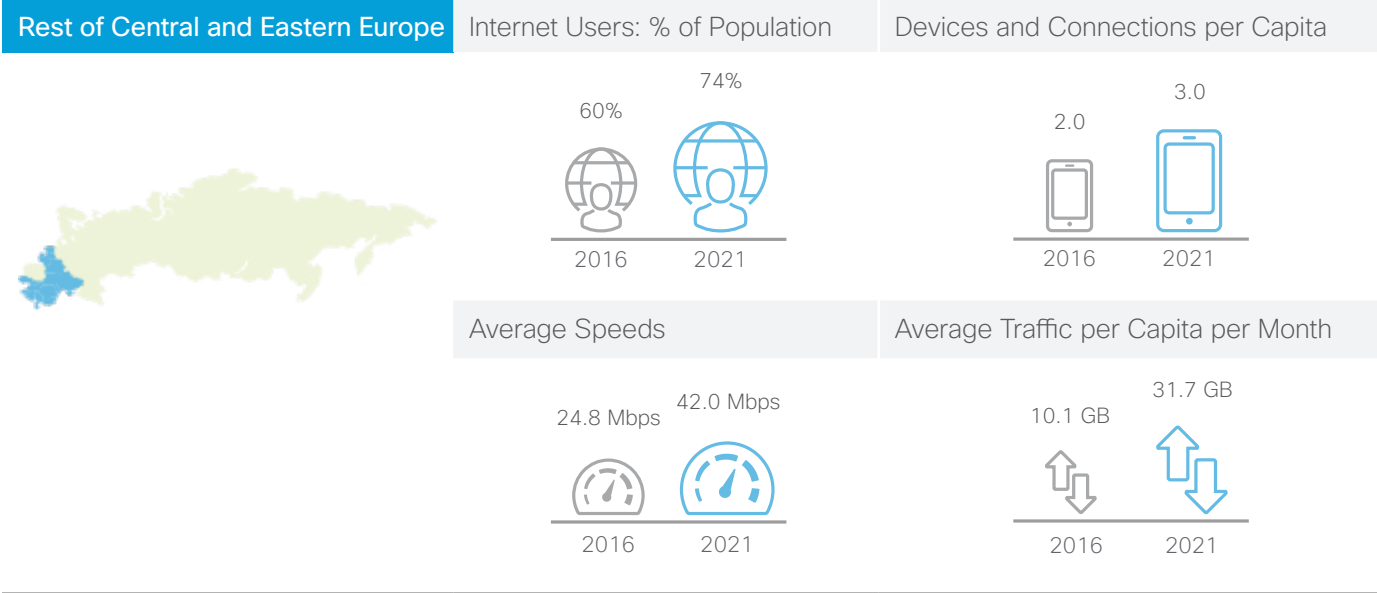 Rest of Central and Eastern Europe
Internet Users: % of Population
Devices and Connections per Capita
60%
74%
2016
2021
2.0
3.0
2016
2021
Average Speeds
Average Traffic per Capita per Month
24.8 Mbps
42.0 Mbps
2016
2021
10.1 GB
31.7 GB
2016
2021